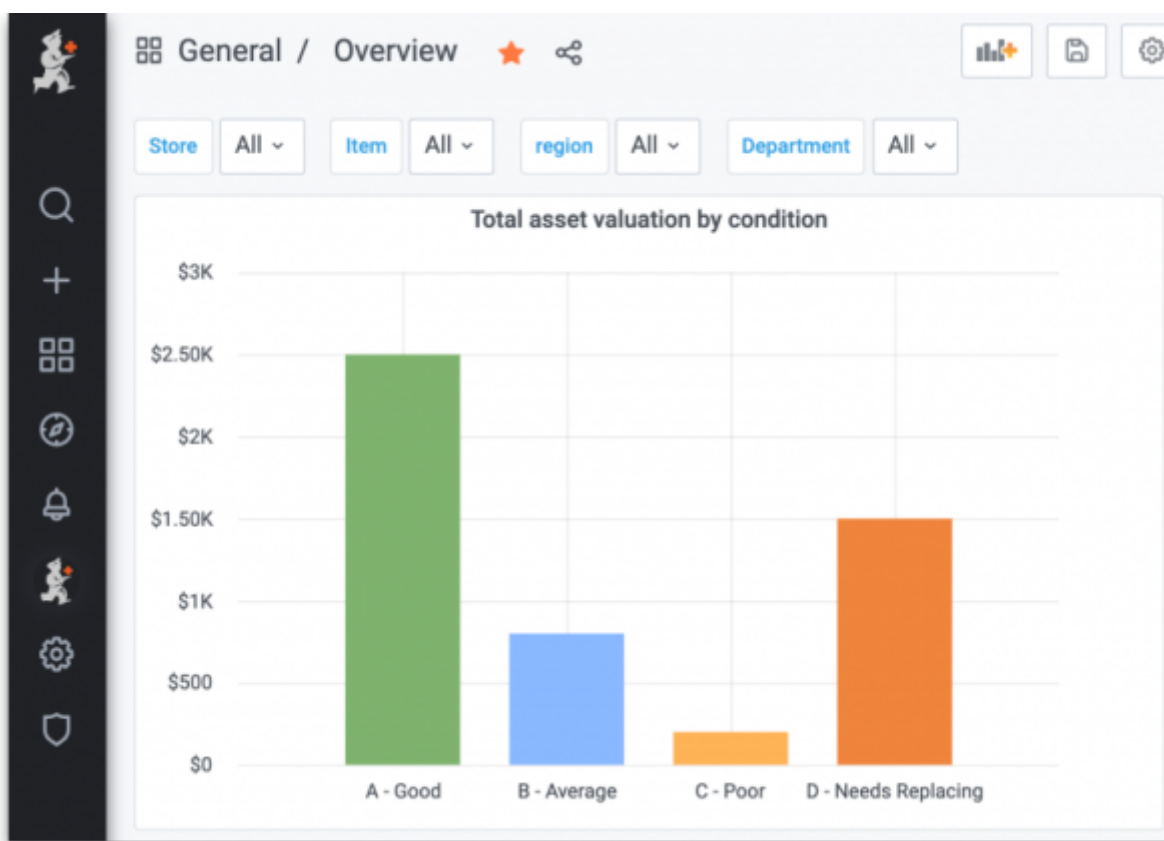 General / Overview
Store All Item All region All Department All
Total asset valuation by condition
$3K
$2.50K
$2K
$1.50K
$1K
$500
$0
A - Good B - Average C - Poor D - Needs Replacing